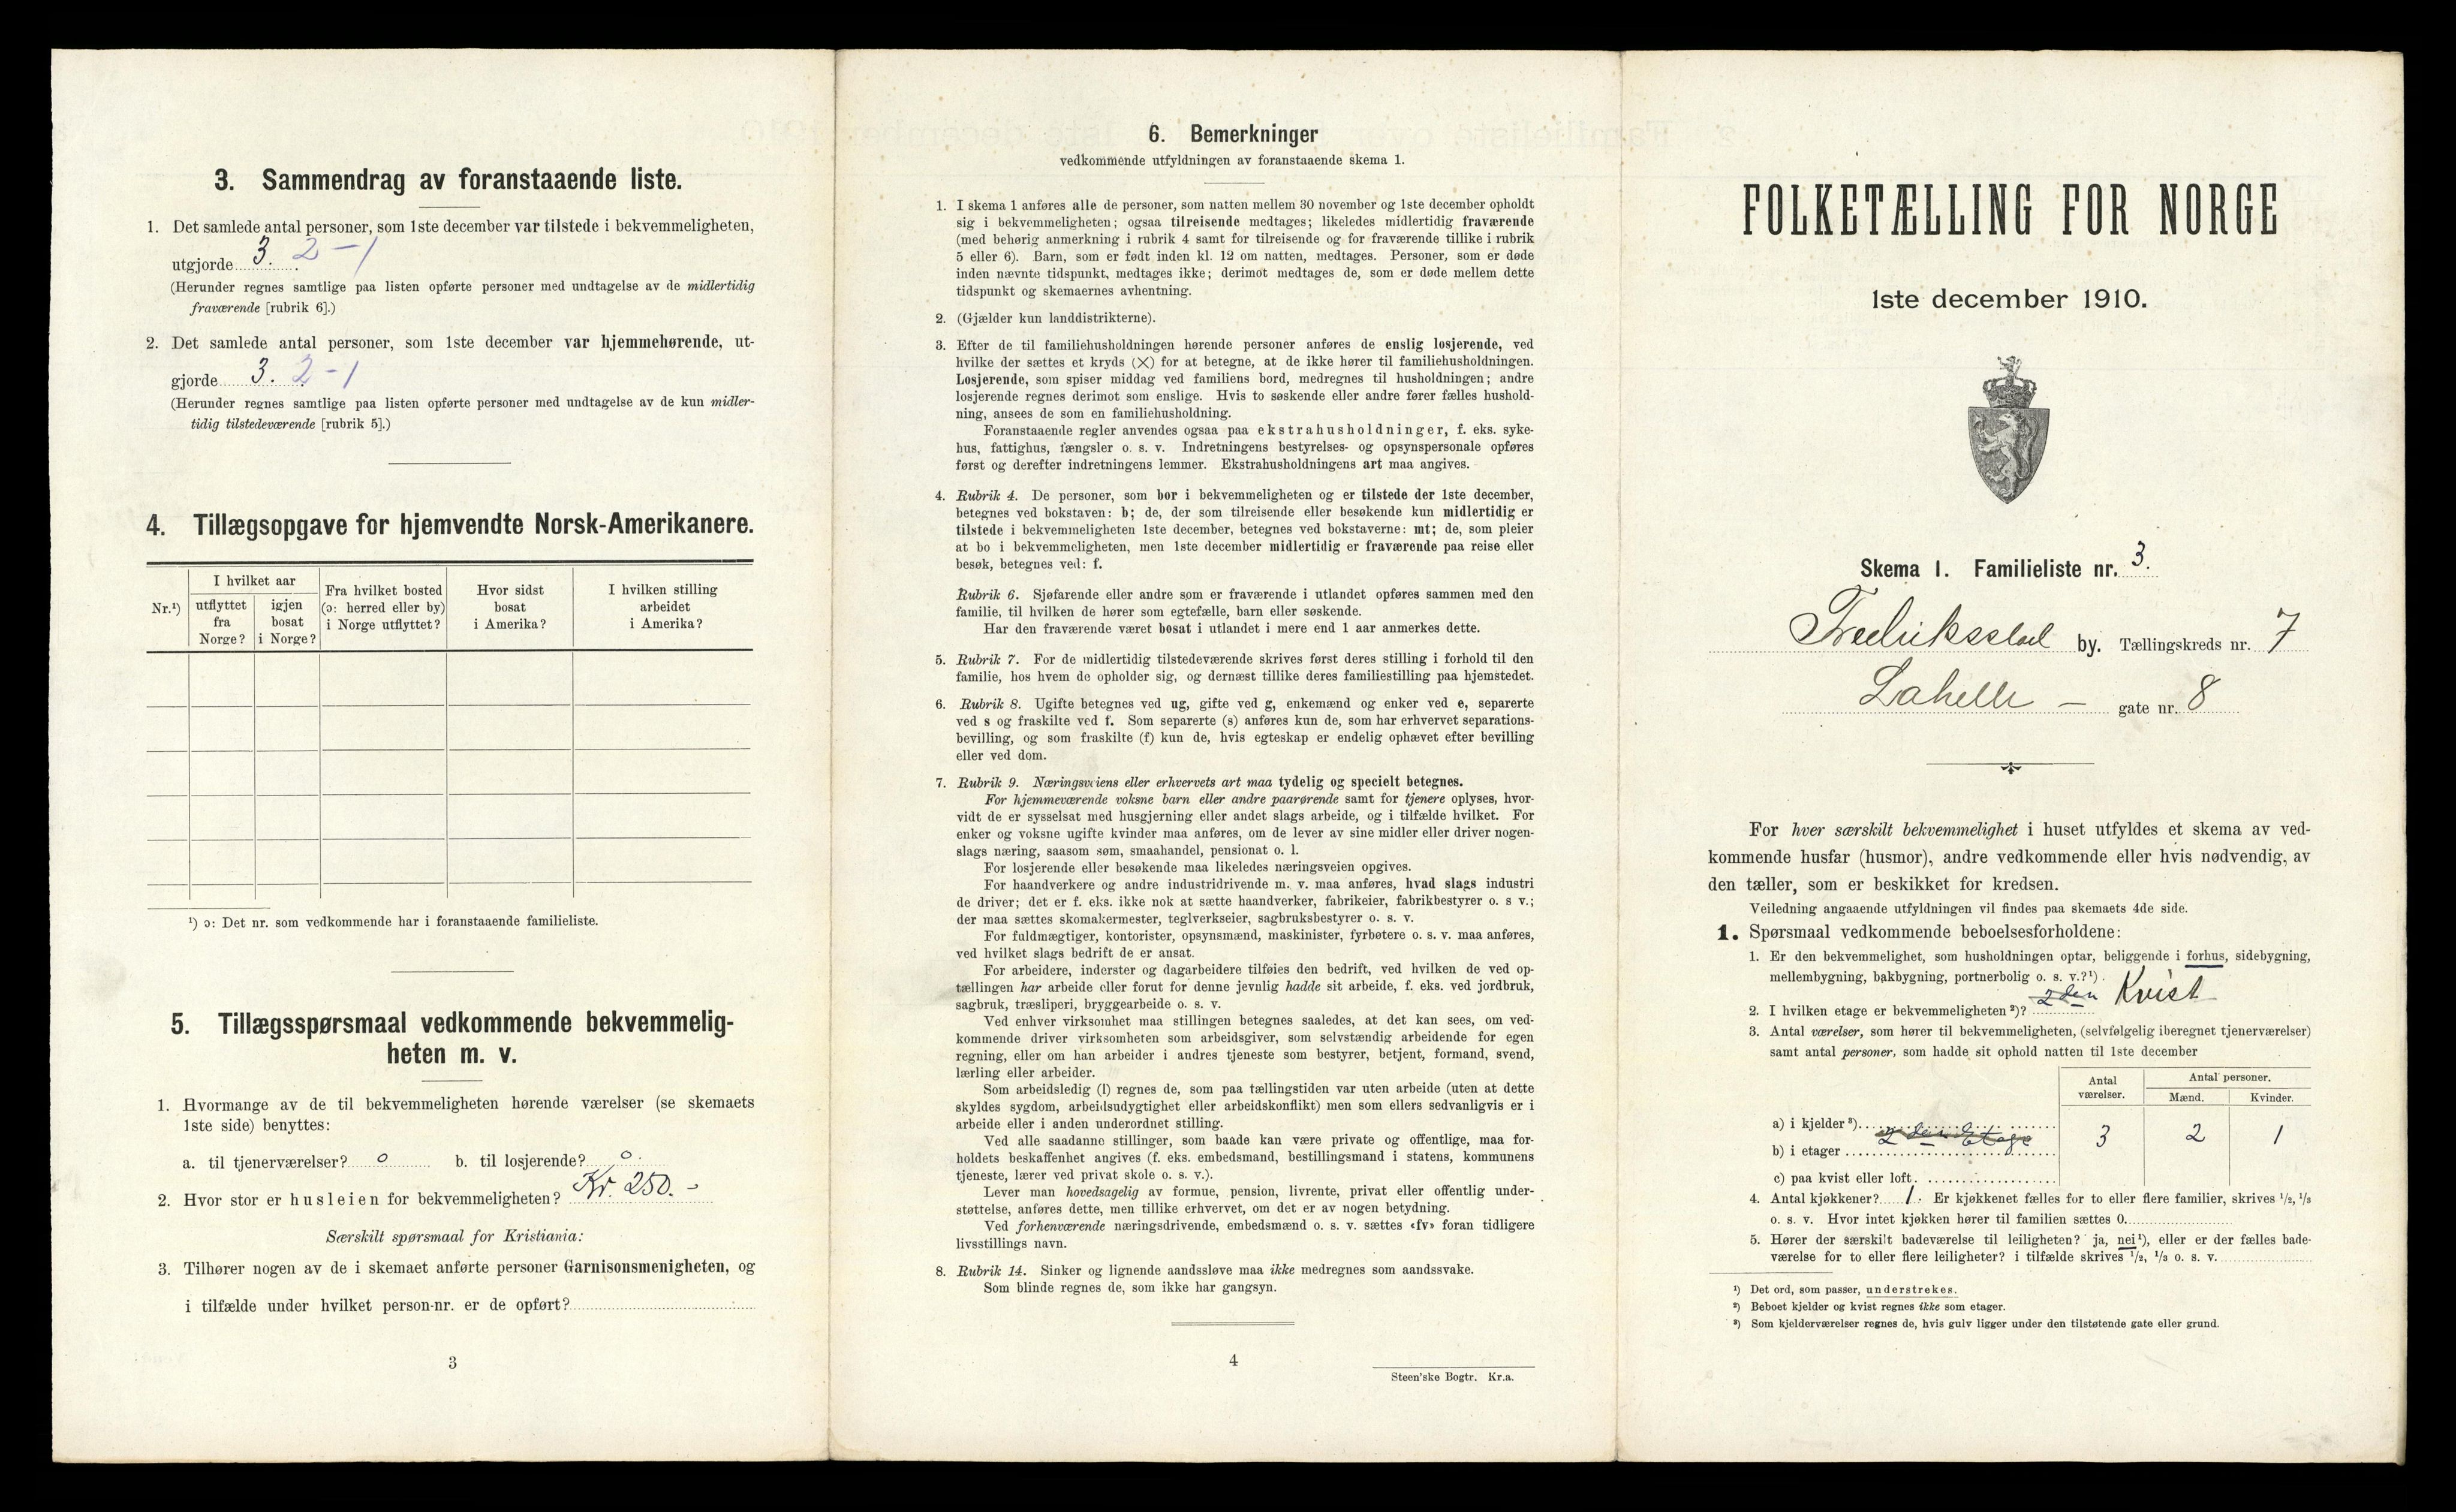 3. Sammendrag av foranstaaende liste.
1. Det samlede antal personer, som 1ste december var tilstede i bekvemmeligheten,
utgjorde 3. 2 - 1
(Herunder regnes samtlige paa listen opførte personer med undtagelse av de midlertidig
fraværende [rubrik 6].)
2. Det samlede antal personer, som 1ste december var hjemmehørende, ut-
gjorde 3. 2 - 1
(Herunder regnes samtlige paa listen opførte personer med undtagelse av de kun midler-
tidig tilstedeværende [rubrik 5].)
4. Tillægsopgave for hjemvendte Norsk-Amerikanere.
Nr.¹)
I hvilket aar
utflyttet fra Norge?
igjen bosat i Norge?
Fra hvilket bosted (ɔ: herred eller by) i Norge utflyttet?
Hvor sidst bosat i Amerika?
I hvilken stilling arbeidet i Amerika?
¹) ɔ: Det nr. som vedkommende har i foranstaaende familieliste.
5. Tillægsspørsmaal vedkommende bekvemmelig-
heten m. v.
1. Hvormange av de til bekvemmeligheten hørende værelser (se skemaets
1ste side) benyttes:
a. til tjenerværelser? 0 b. til losjerende? 0.
2. Hvor stor er husleien for bekvemmeligheten? Kr. 250. -
Særskilt spørsmaal for Kristiania:
3. Tilhører nogen av de i skemaet anførte personer Garnisonsmenigheten, og
i tilfælde under hvilket person-nr. er de opført?
3
6. Bemerkninger
vedkommende utfyldningen av foranstaaende skema 1.
1. I skema 1 anføres alle de personer, som natten mellem 30 november og 1ste december opholdt
sig i bekvemmeligheten; ogsaa tilreisende medtages; likeledes midlertidig fraværende
(med behørig anmerkning i rubrik 4 samt for tilreisende og for fraværende tillike i rubrik
5 eller 6). Barn, som er født inden kl. 12 om natten, medtages. Personer, som er døde
inden nævnte tidspunkt, medtages ikke; derimot medtages de, som er døde mellem dette
tidspunkt og skemaernes avhentning.
2. (Gjælder kun landdistrikterne).
3. Efter de til familiehusholdningen hørende personer anføres de enslig losjerende, ved
hvilke der sættes et kryds (×) for at betegne, at de ikke hører til familiehusholdningen.
Losjerende, som spiser middag ved familiens bord, medregnes til husholdningen; andre
losjerende regnes derimot som enslige. Hvis to søskende eller andre fører fælles hushold-
ning, ansees de som en familiehusholdning.
Foranstaaende regler anvendes ogsaa paa ekstrahusholdninger, f. eks. syke-
hus, fattighus, fængsler o. s. v. Indretningens bestyrelses- og opsynspersonale opføres
først og derefter indretningens lemmer. Ekstrahusholdningens art maa angives.
4. Rubrik 4. De personer, som bor i bekvemmeligheten og er tilstede der 1ste december,
betegnes ved bokstaven: b; de, der som tilreisende eller besøkende kun midlertidig er
tilstede i bekvemmeligheten 1ste december, betegnes ved bokstaverne: mt; de, som pleier
at bo i bekvemmeligheten, men 1ste december midlertidig er fraværende paa reise eller
besøk, betegnes ved: f.
Rubrik 6. Sjøfarende eller andre som er fraværende i utlandet opføres sammen med den
familie, til hvilken de hører som egtefælle, barn eller søskende.
Har den fraværende været bosat i utlandet i mere end 1 aar anmerkes dette.
5. Rubrik 7. For de midlertidig tilstedeværende skrives først deres stilling i forhold til den
familie, hos hvem de opholder sig, og dernæst tillike deres familiestilling paa hjemstedet.
6. Rubrik 8. Ugifte betegnes ved ug, gifte ved g, enkemænd og enker ved e, separerte
ved s og fraskilte ved f. Som separerte (s) anføres kun de, som har erhvervet separations-
bevilling, og som fraskilte (f) kun de, hvis egteskap er endelig ophævet efter bevilling
eller ved dom.
7. Rubrik 9. Næringsveiens eller erhvervets art maa tydelig og specielt betegnes.
For hjemmeværende voksne barn eller andre paarørende samt for tjenere oplyses, hvor-
vidt de er sysselsat med husgjerning eller andet slags arbeide, og i tilfælde hvilket. For
enker og voksne ugifte kvinder maa anføres, om de lever av sine midler eller driver nogen-
slags næring, saasom søm, smaahandel, pensionat o. l.
For losjerende eller besøkende maa likeledes næringsveien opgives.
For haandverkere og andre industridrivende m. v. maa anføres, hvad slags industri
de driver; det er f. eks. ikke nok at sætte haandverker, fabrikeier, fabrikbestyrer o. s v.;
der maa sættes skomakermester, teglverkseier, sagbruksbestyrer o. s. v.
For fuldmægtiger, kontorister, opsynsmænd, maskinister, fyrbøtere o. s. v. maa anføres,
ved hvilket slags bedrift de er ansat.
For arbeidere, inderster og dagarbeidere tilføies den bedrift, ved hvilken de ved op-
tællingen har arbeide eller forut for denne jevnlig hadde sit arbeide, f. eks. ved jordbruk,
sagbruk, træsliperi, bryggearbeide o. s. v.
Ved enhver virksomhet maa stillingen betegnes saaledes, at det kan sees, om ved-
kommende driver virksomheten som arbeidsgiver, som selvstændig arbeidende for egen
regning, eller om han arbeider i andres tjeneste som bestyrer, betjent, formand, svend,
lærling eller arbeider.
Som arbeidsledig (l) regnes de, som paa tællingstiden var uten arbeide (uten at dette
skyldes sygdom, arbeidsudygtighet eller arbeidskonflikt) men som ellers sedvanligvis er i
arbeide eller i anden underordnet stilling.
Ved alle saadanne stillinger, som baade kan være private og offentlige, maa for-
holdets beskaffenhet angives (f. eks. embedsmand, bestillingsmand i statens, kommunens
tjeneste, lærer ved privat skole o. s. v.).
Lever man hovedsagelig av formue, pension, livrente, privat eller offentlig under-
støttelse, anføres dette, men tillike erhvervet, om det er av nogen betydning.
Ved forhenværende næringsdrivende, embedsmænd o. s. v. sættes «fv» foran tidligere
livsstillings navn.
8. Rubrik 14. Sinker og lignende aandssløve maa ikke medregnes som aandssvake.
Som blinde regnes de, som ikke har gangsyn.
4
Steen'ske Bogtr. Kr.a.
FOLKETÆLLING FOR NORGE
1ste december 1910.
Skema 1. Familieliste nr. 3.
Fredriksstad by. Tællingskreds nr. 7
Lahelle — gate nr. 8
For hver særskilt bekvemmelighet i huset utfyldes et skema av ved-
kommende husfar (husmor), andre vedkommende eller hvis nødvendig, av
den tæller, som er beskikket for kredsen.
Veiledning angaaende utfyldningen vil findes paa skemaets 4de side.
1. Spørsmaal vedkommende beboelsesforholdene:
1. Er den bekvemmelighet, som husholdningen optar, beliggende i forhus, sidebygning,
mellembygning, bakbygning, portnerbolig o. s. v.?¹).
2. I hvilken etage er bekvemmeligheten ²)? 2den Kvist
3. Antal værelser, som hører til bekvemmeligheten, (selvfølgelig iberegnet tjenerværelser)
samt antal personer, som hadde sit ophold natten til 1ste december
Antal værelser.
Antal personer.
Mænd. Kvinder.
a) i kjelder ³)
b) i etager 2den Etage 3 2 1
c) paa kvist eller loft.
4. Antal kjøkkener? 1. Er kjøkkenet fælles for to eller flere familier, skrives ¹/₂, ¹/₃
o. s. v. Hvor intet kjøkken hører til familien sættes 0.
5. Hører der særskilt badeværelse til leiligheten? ja, nei ¹), eller er der fælles bade-
værelse for to eller flere leiligheter? i tilfælde skrives ¹/₂, ¹/₃ o. s. v.
¹) Det ord, som passer, understrekes.
²) Beboet kjelder og kvist regnes ikke som etager.
³) Som kjelderværelser regnes de, hvis gulv ligger under den tilstøtende gate eller grund.